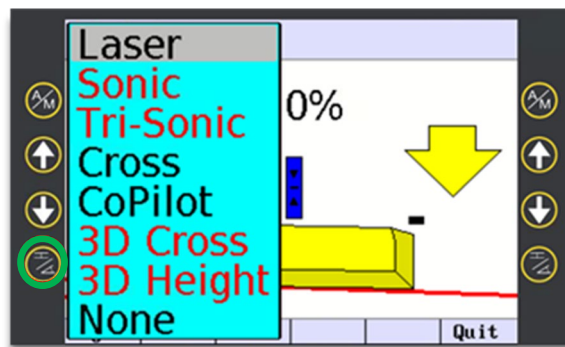 Laser
Sonic
Tri-Sonic
Cross
CoPilot
3D Cross
3D Height
None
0%
A/M
A/M
Quit